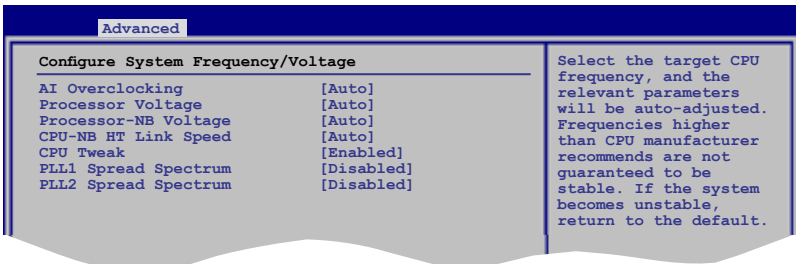 Advanced
Configure System Frequency/Voltage
AI Overclocking [Auto]
Processor Voltage [Auto]
Processor-NB Voltage [Auto]
CPU-NB HT Link Speed [Auto]
CPU Tweak [Enabled]
PLL1 Spread Spectrum [Disabled]
PLL2 Spread Spectrum [Disabled]
Select the target CPU
frequency, and the
relevant parameters
will be auto-adjusted.
Frequencies higher
than CPU manufacturer
recommends are not
guaranteed to be
stable. If the system
becomes unstable,
return to the default.